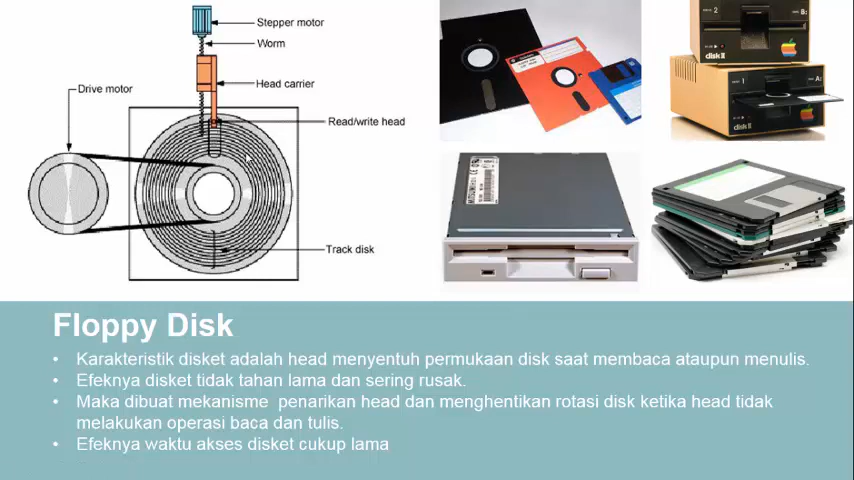 Stepper motor
Worm
Head carrier
Drive motor
Read/write head
Track disk
2
B:
disk II
1
A:
disk II
MITSUMI
Floppy Disk
• Karakteristik disket adalah head menyentuh permukaan disk saat membaca ataupun menulis.
• Efeknya disket tidak tahan lama dan sering rusak.
• Maka dibuat mekanisme penarikan head dan menghentikan rotasi disk ketika head tidak
melakukan operasi baca dan tulis.
• Efeknya waktu akses disket cukup lama